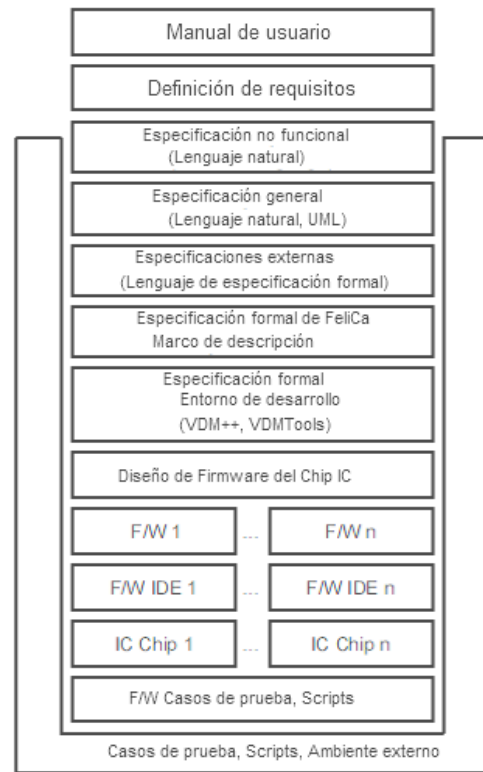 Manual de usuario
Definición de requisitos
Especificación no funcional
(Lenguaje natural)
Especificación general
(Lenguaje natural, UML)
Especificaciones externas
(Lenguaje de especificación formal)
Especificación formal de FeliCa
Marco de descripción
Especificación formal
Entorno de desarrollo
(VDM++, VDMTools)
Diseño de Firmware del Chip IC
F/W 1 ... F/W n
F/W IDE 1 ... F/W IDE n
IC Chip 1 ... IC Chip n
F/W Casos de prueba, Scripts
Casos de prueba, Scripts, Ambiente externo